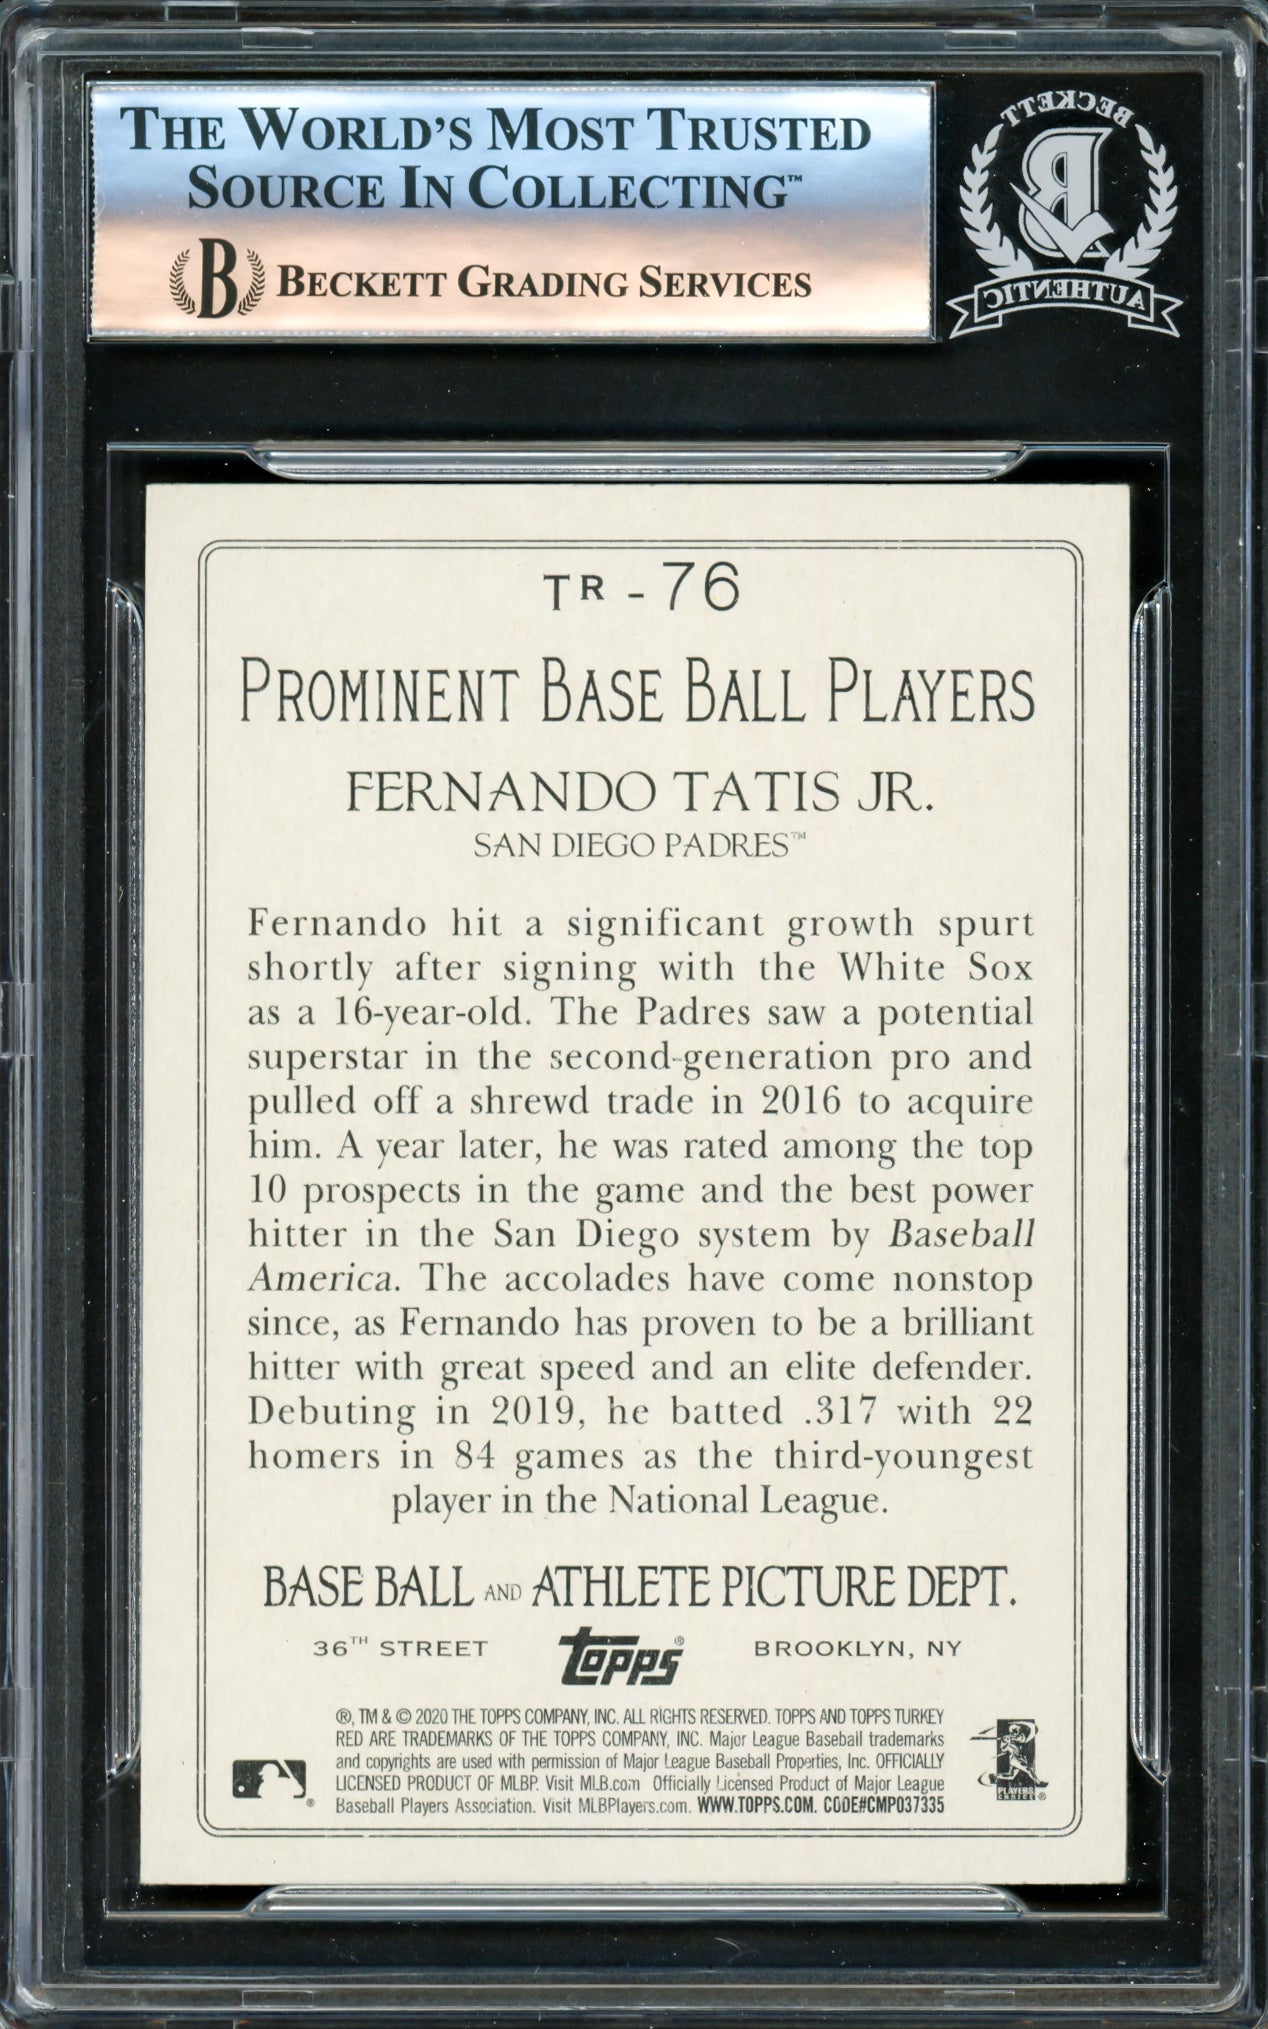 THE WORLD'S MOST TRUSTED
SOURCE IN COLLECTING™
B BECKETT GRADING SERVICES
BECKETT
B
AUTHENTIC
TR - 76
PROMINENT BASE BALL PLAYERS
FERNANDO TATIS JR.
SAN DIEGO PADRES™
Fernando hit a significant growth spurt
shortly after signing with the White Sox
as a 16-year-old. The Padres saw a potential
superstar in the second-generation pro and
pulled off a shrewd trade in 2016 to acquire
him. A year later, he was rated among the top
10 prospects in the game and the best power
hitter in the San Diego system by Baseball
America. The accolades have come nonstop
since, as Fernando has proven to be a brilliant
hitter with great speed and an elite defender.
Debuting in 2019, he batted .317 with 22
homers in 84 games as the third-youngest
player in the National League.
BASE BALL AND ATHLETE PICTURE DEPT.
36TH STREET topps® BROOKLYN, NY
®, TM & © 2020 THE TOPPS COMPANY, INC. ALL RIGHTS RESERVED. TOPPS AND TOPPS TURKEY
RED ARE TRADEMARKS OF THE TOPPS COMPANY, INC. Major League Baseball trademarks
and copyrights are used with permission of Major League Baseball Properties, Inc. OFFICIALLY
LICENSED PRODUCT OF MLBP. Visit MLB.com Officially Licensed Product of Major League
Baseball Players Association. Visit MLBPlayers.com. WWW.TOPPS.COM. CODE#CMP037335
®
PLAYERS
CHOICE ®